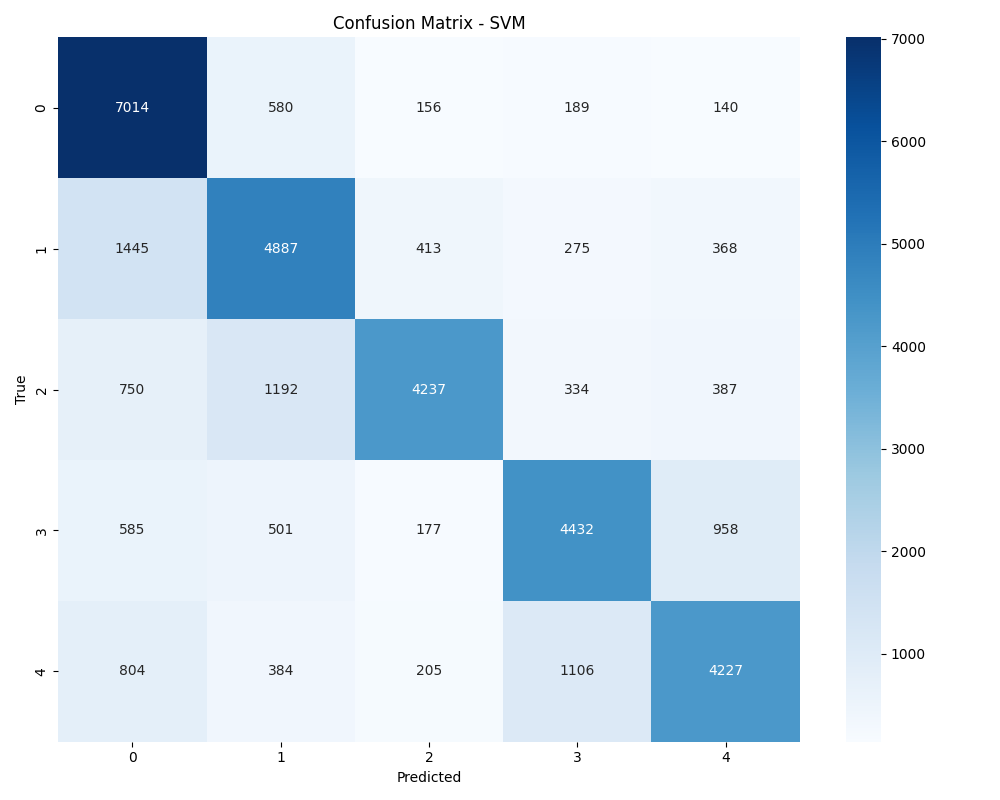 Confusion Matrix - SVM
7000
0 7014 580 156 189 140
6000
5000
1 1445 4887 413 275 368
4000
True
2 750 1192 4237 334 387
3000
3 585 501 177 4432 958
2000
1000
4 804 384 205 1106 4227
0 1 2 3 4
Predicted